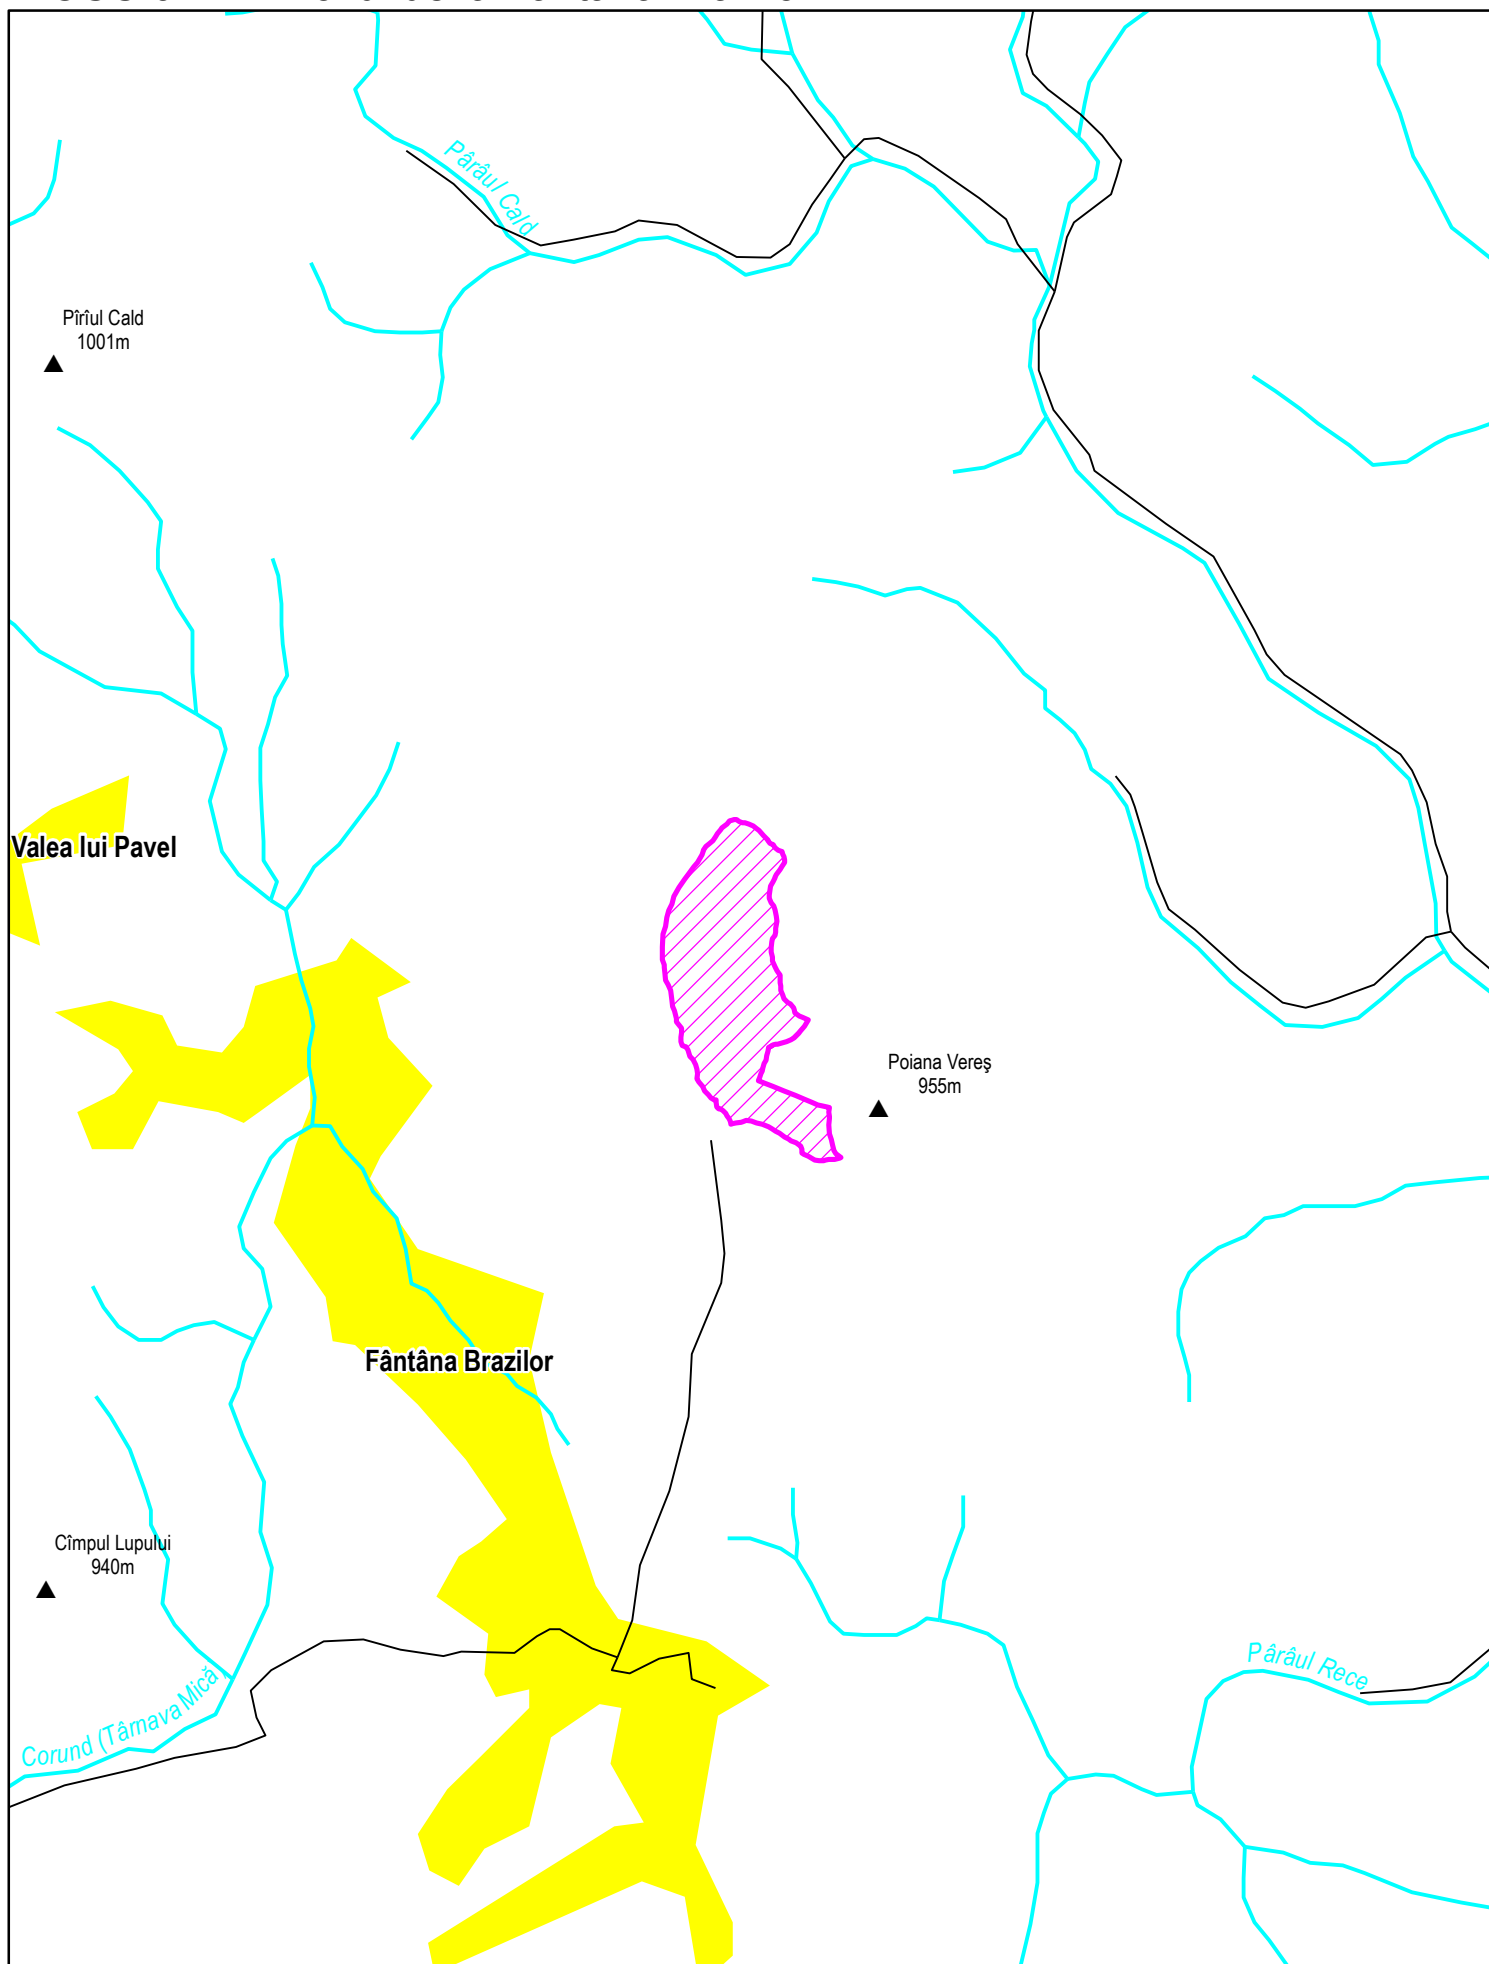 Pârâul Cald
Pîrîul Cald
1001m
Valea lui Pavel
Poiana Vereş
955m
Fântâna Brazilor
Cîmpul Lupului
940m
Pârâul Rece
Corund (Târnava Mică)